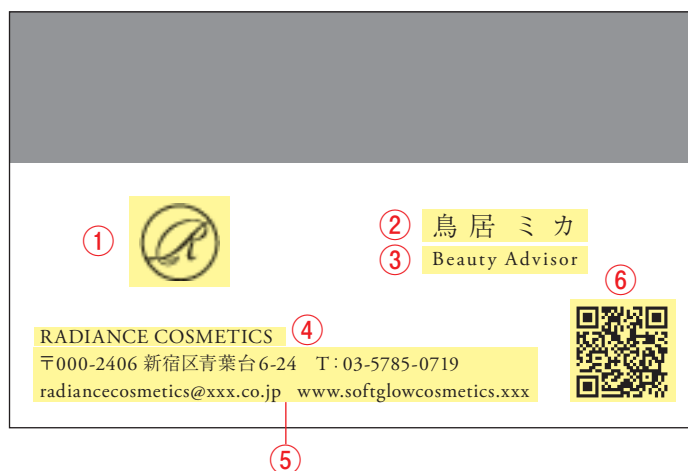 ① R
② 鳥居 ミカ
③ Beauty Advisor
⑥
RADIANCE COSMETICS ④
〒000-2406 新宿区青葉台6-24 T:03-5785-0719
radiancecosmetics@xxx.co.jp www.softglowcosmetics.xxx
⑤